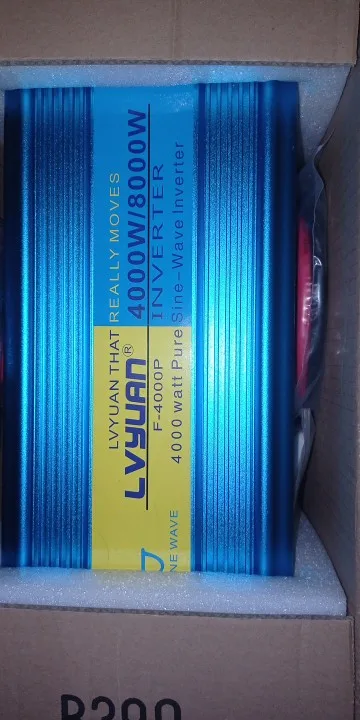 LVYUAN THAT REALLY MOVES
LVYUAN® 4000W/8000W
F-4000P INVERTER
4000 watt Pure Sine-Wave Inverter
NE WAVE